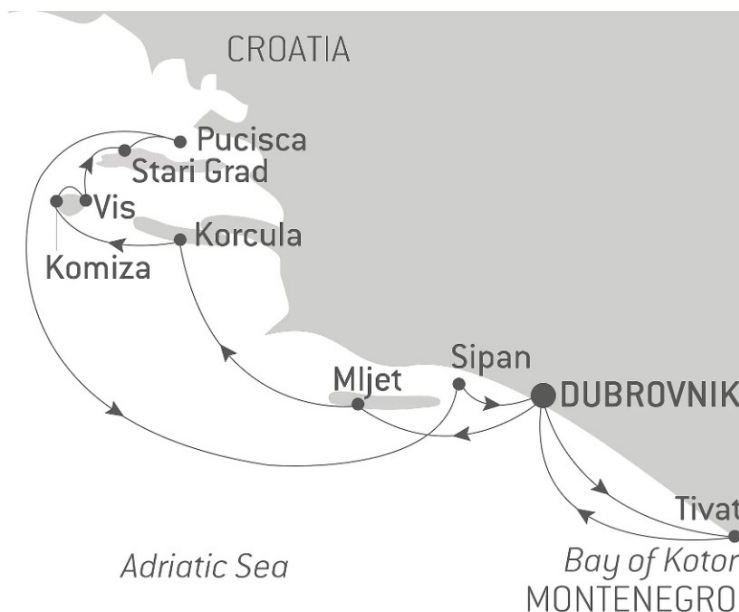 CROATIA
Pucisca
Stari Grad
Vis
Korcula
Komiza
Sipan
Mljet
DUBROVNIK
Tivat
Adriatic Sea
Bay of Kotor
MONTENEGRO